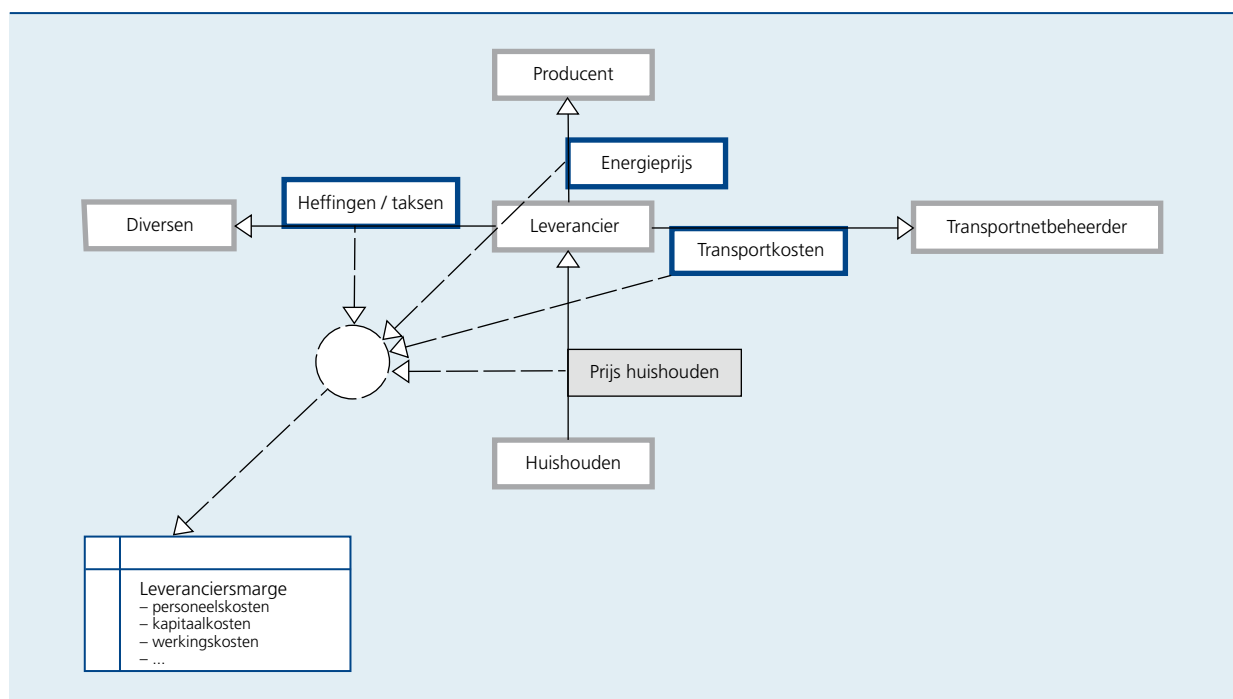 Producent
Energieprijs
Heffingen / taksen
Diversen
Leverancier
Transportnetbeheerder
Transportkosten
Prijs huishouden
Huishouden
Leveranciersmarge
– personeelskosten
– kapitaalkosten
– werkingskosten
– ...